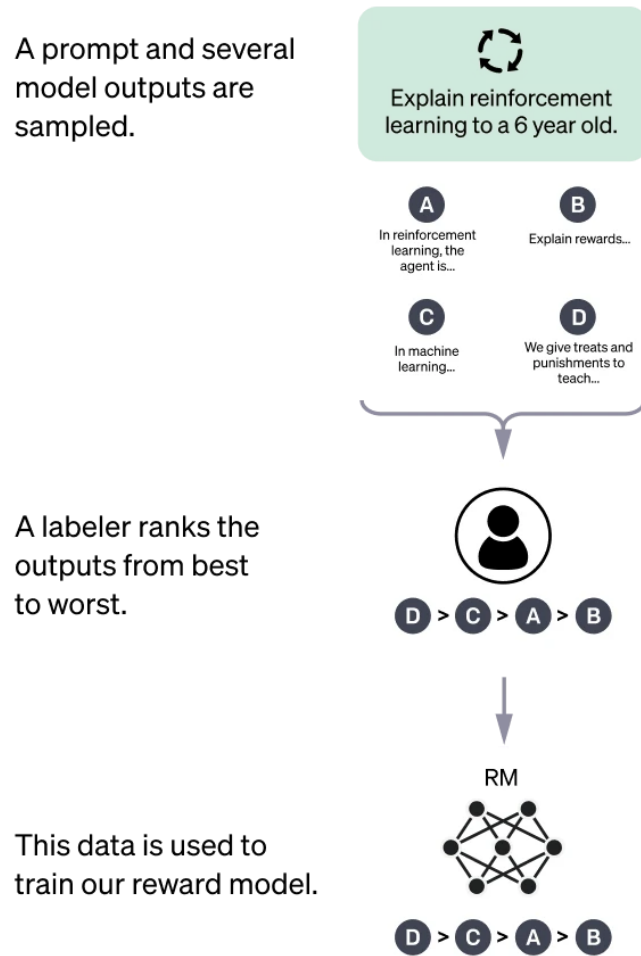 A prompt and several
model outputs are
sampled.
Explain reinforcement
learning to a 6 year old.
A
In reinforcement
learning, the
agent is...
B
Explain rewards...
C
In machine
learning...
D
We give treats and
punishments to
teach...
A labeler ranks the
outputs from best
to worst.
D > C > A > B
This data is used to
train our reward model.
RM
D > C > A > B